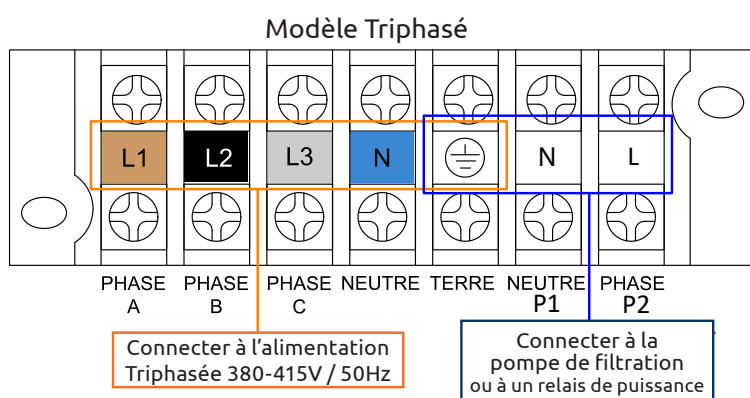 Modèle Triphasé
L1 L2 L3 N N L
PHASE A
PHASE B
PHASE C
NEUTRE
TERRE
NEUTRE P1
PHASE P2
Connecter à l'alimentation
Triphasée 380-415V / 50Hz
Connecter à la
pompe de filtration
ou à un relais de puissance